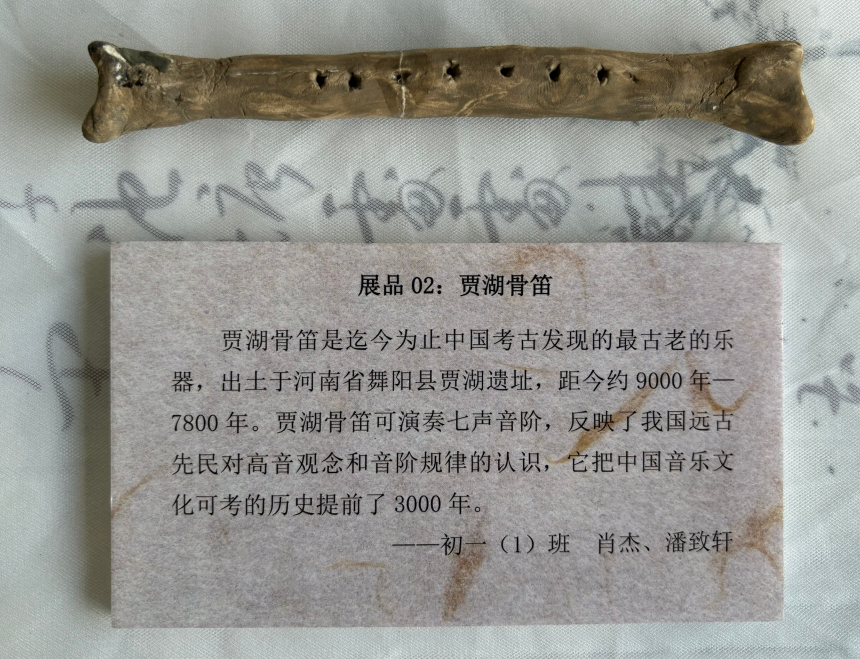 展品 02：贾湖骨笛
贾湖骨笛是迄今为止中国考古发现的最古老的乐
器，出土于河南省舞阳县贾湖遗址，距今约 9000 年—
7800 年。贾湖骨笛可演奏七声音阶，反映了我国远古
先民对高音观念和音阶规律的认识，它把中国音乐文
化可考的历史提前了 3000 年。
——初一（1）班　肖杰、潘致轩